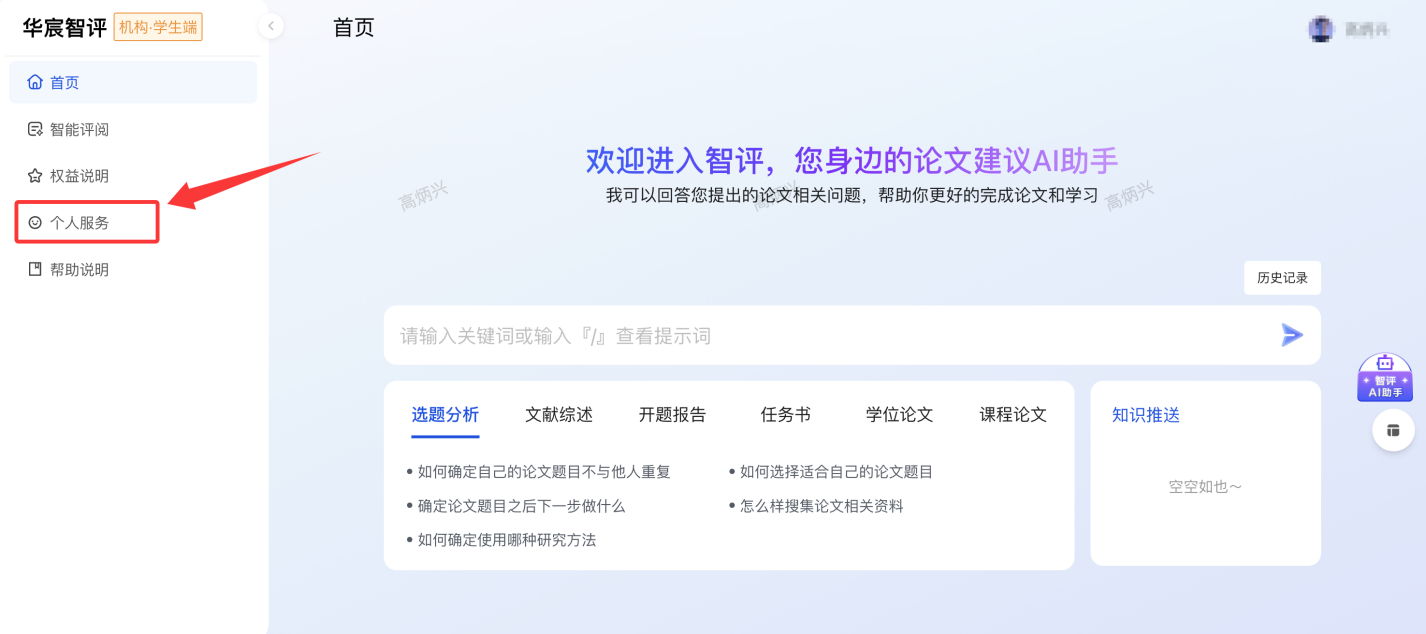 华宸智评 机构·学生端
首页
首页
智能评阅
权益说明
个人服务
帮助说明
欢迎进入智评，您身边的论文建议AI助手
我可以回答您提出的论文相关问题，帮助你更好的完成论文和学习
高炳兴
高炳兴
高炳兴
历史记录
请输入关键词或输入『/』查看提示词
选题分析 文献综述 开题报告 任务书 学位论文 课程论文
如何确定自己的论文题目不与他人重复
如何选择适合自己的论文题目
确定论文题目之后下一步做什么
怎么样搜集论文相关资料
如何确定使用哪种研究方法
知识推送
空空如也～
智评
AI助手